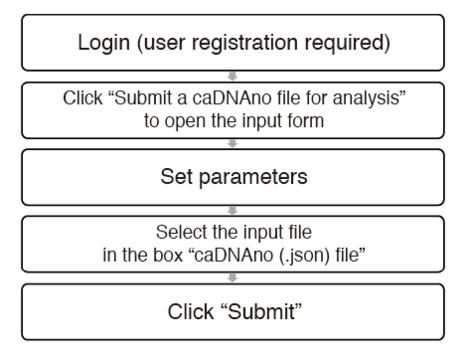 Login (user registration required)
Click “Submit a caDNAno file for analysis”
to open the input form
Set parameters
Select the input file
in the box “caDNAno (.json) file”
Click “Submit”